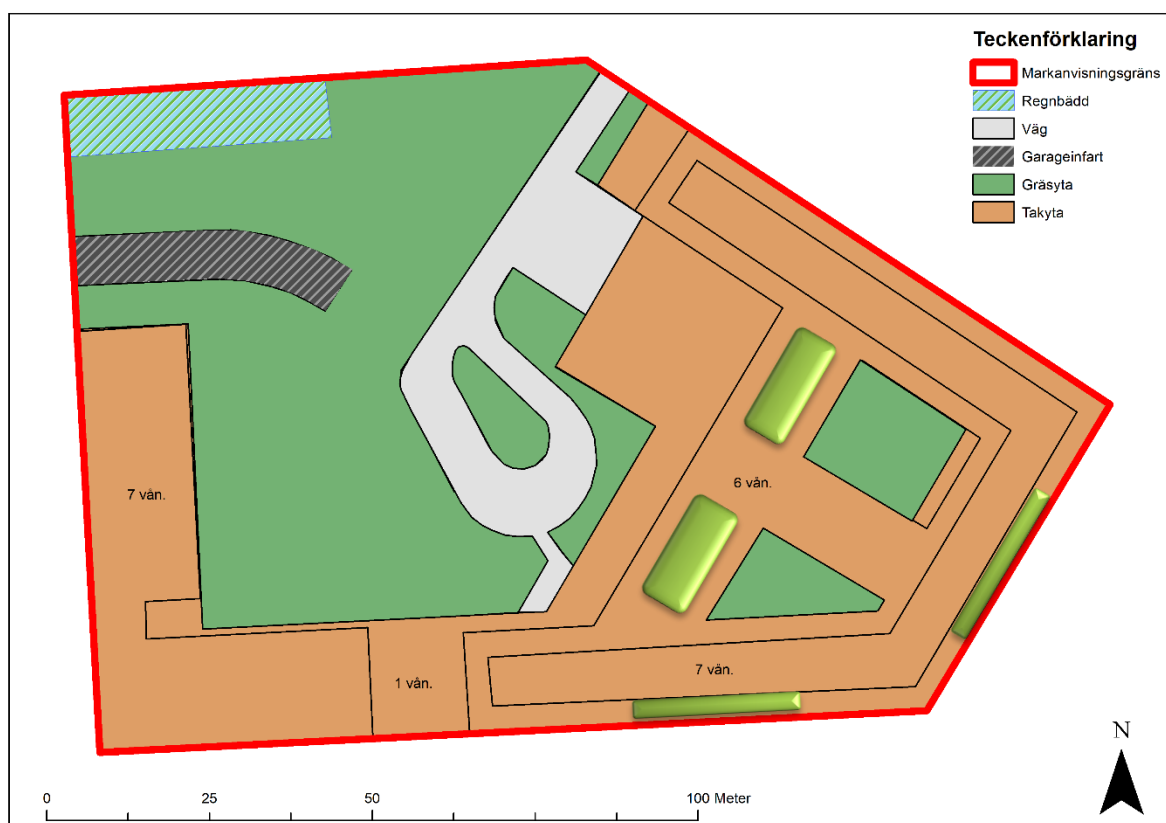 Teckenförklaring
Markanvisningsgräns
Regnbädd
Väg
Garageinfart
Gräsyta
Takyta
7 vån.
6 vån.
1 vån.
7 vån.
N
0 25 50 100 Meter